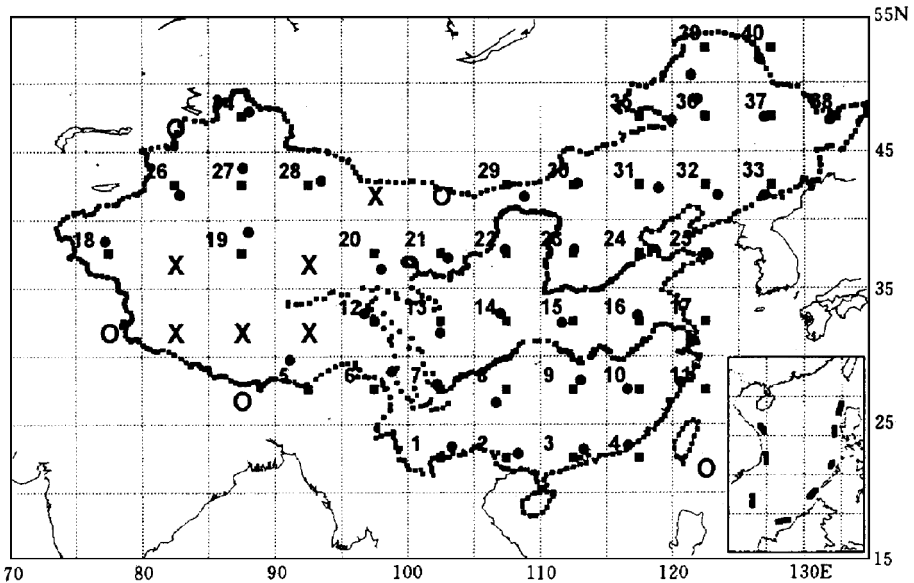 55N
39 40
35 36 37 38
O
45
26 27 28 29 30 31 32 33
X O
18 19 20 21 22 23 24 25
X X
35
12 13 14 15 16 17
O X X X
5 6 7 8 9 10 11
O
25
1 2 3 4
O
15
70 80 90 100 110 120 130E